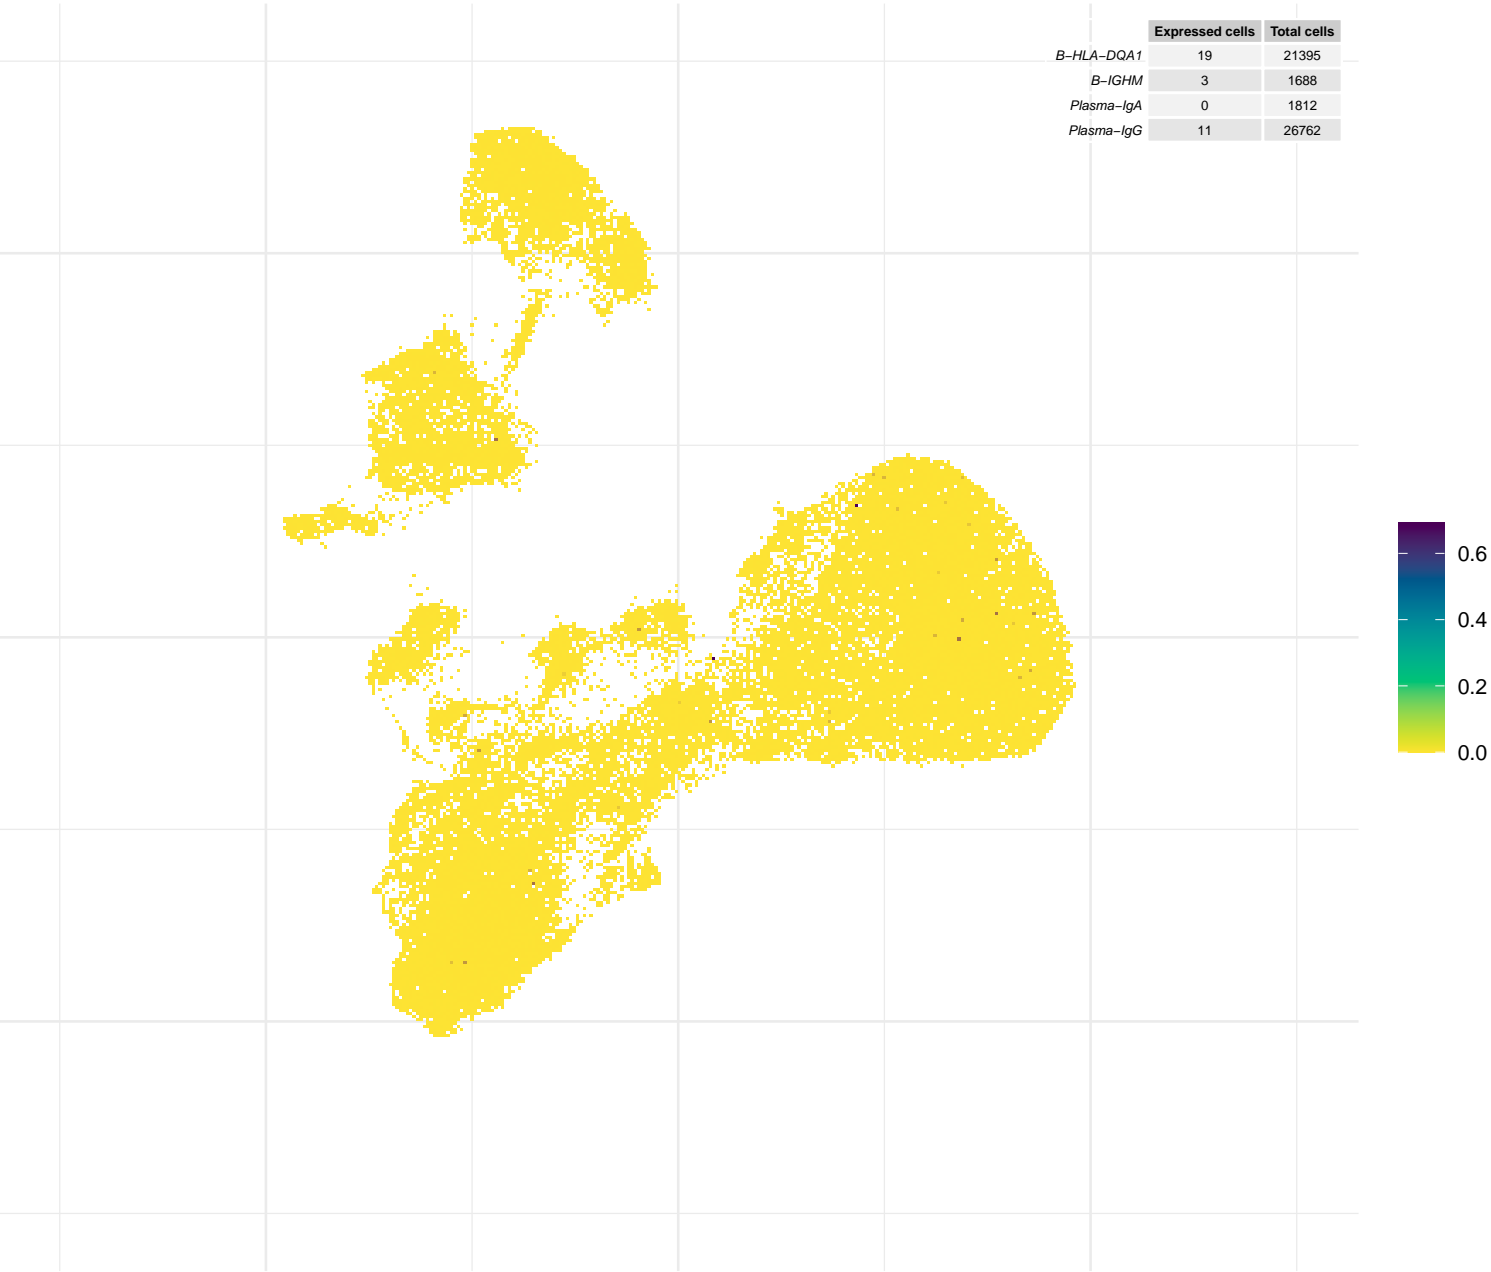 Expressed cells Total cells
B−HLA−DQA1 19 21395
B−IGHM 3 1688
Plasma−IgA 0 1812
Plasma−IgG 11 26762
0.6
0.4
0.2
0.0